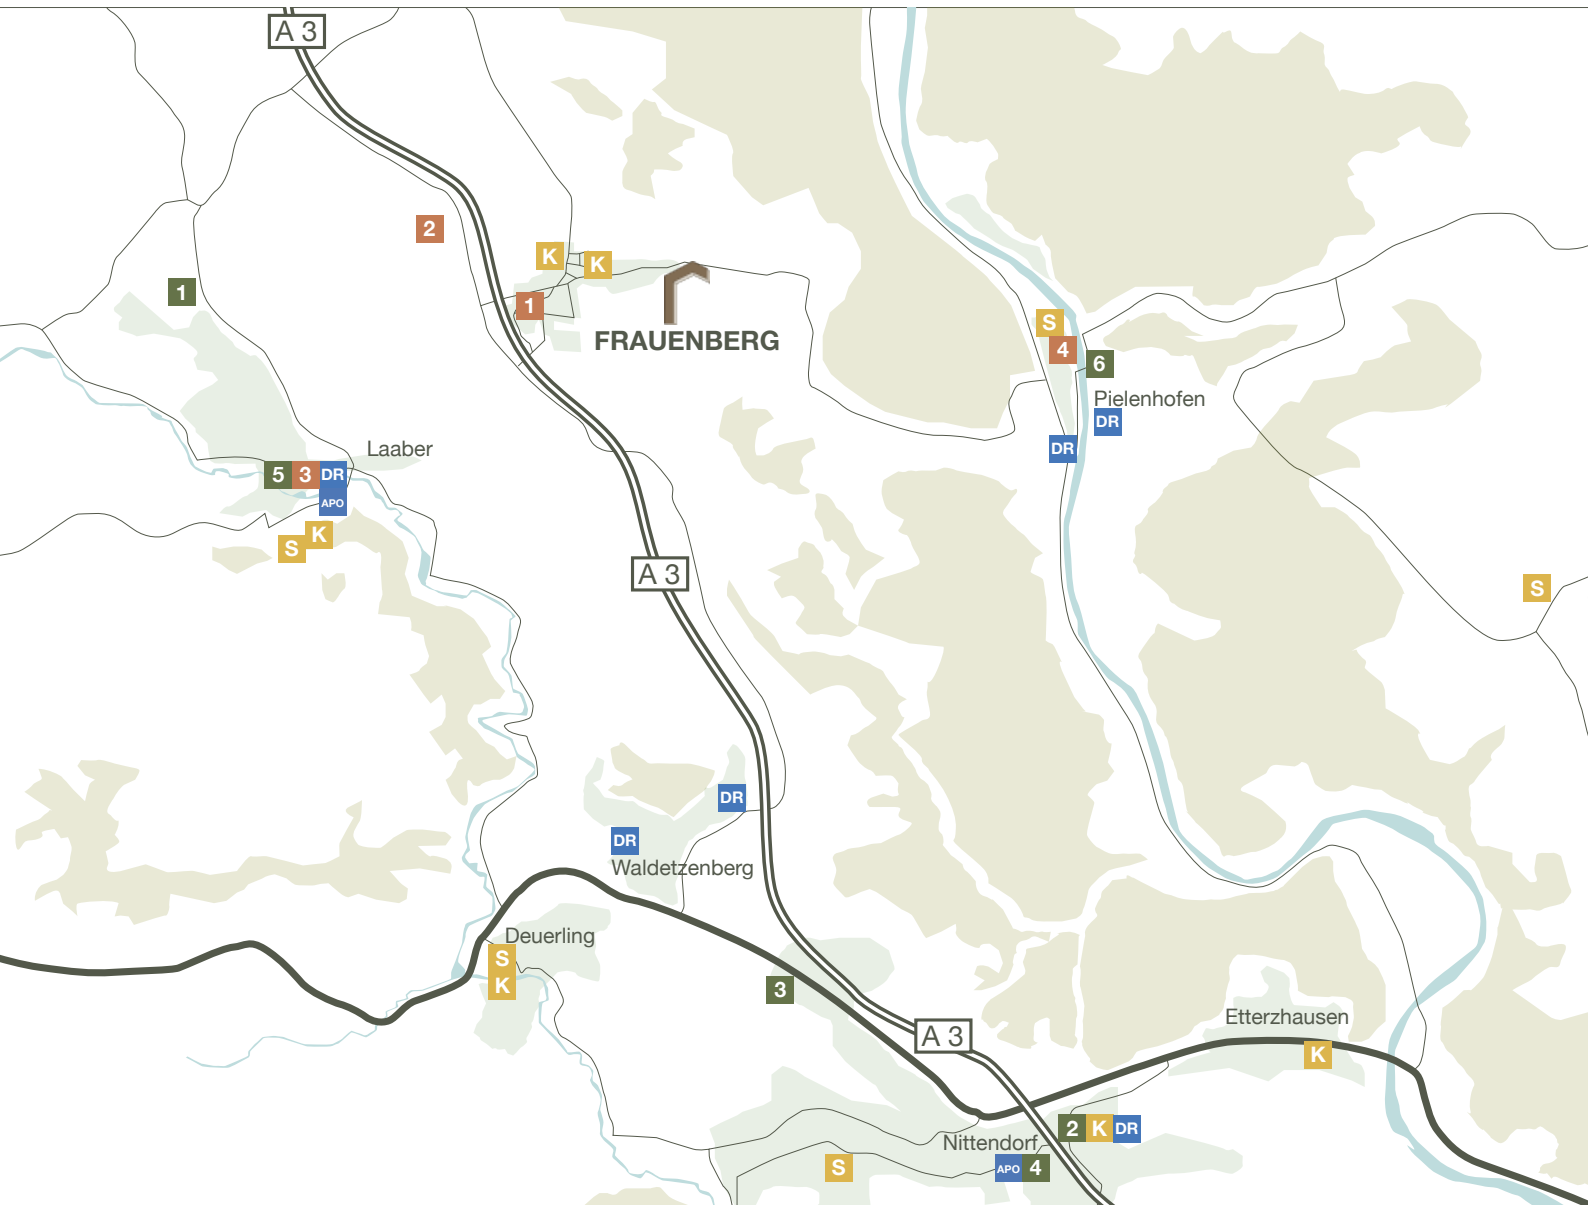 A 3
2
K
K
1
1
FRAUENBERG
S
4
6
Pielenhofen
DR
DR
Laaber
5 3 DR
APO
K
S
A 3
S
DR
DR
Waldetzenberg
Deuerling
S
K
3
A 3
Etterzhausen
K
2 K DR
Nittendorf
S
APO 4